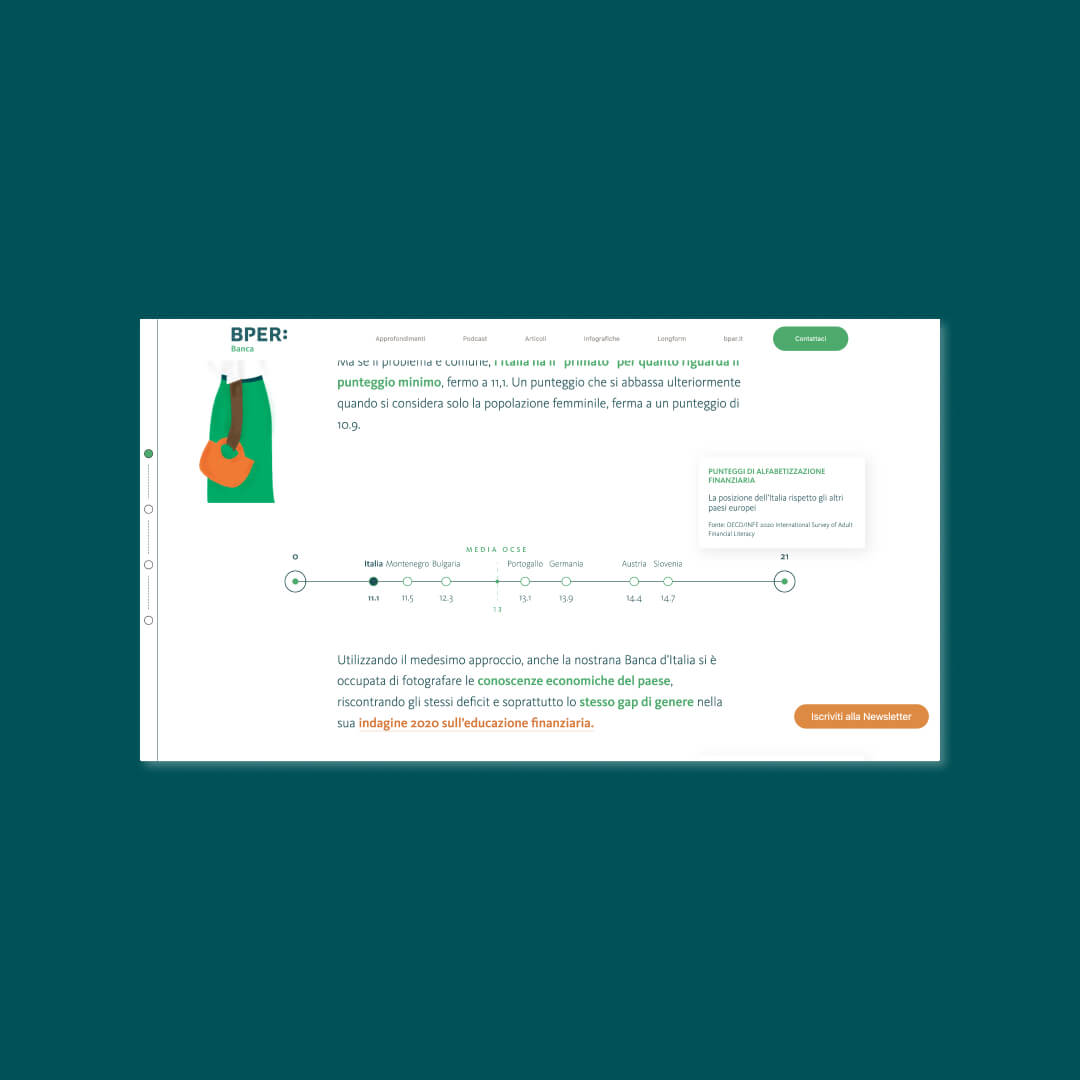 BPER:
Banca
Approfondimenti Podcast Articoli Infografiche Longform bper.it Contattaci
Ma se il problema è comune, l'Italia ha il "primato" per quanto riguarda il
punteggio minimo, fermo a 11,1. Un punteggio che si abbassa ulteriormente
quando si considera solo la popolazione femminile, ferma a un punteggio di
10.9.
PUNTEGGI DI ALFABETIZZAZIONE
FINANZIARIA
La posizione dell'Italia rispetto gli altri
paesi europei
Fonte: OECD/INFE 2020 International Survey of Adult
Financial Literacy
MEDIA OCSE
0 21
Italia Montenegro Bulgaria Portogallo Germania Austria Slovenia
11.1 11.5 12.3 13.1 13.9 14.4 14.7
13
Utilizzando il medesimo approccio, anche la nostrana Banca d'Italia si è
occupata di fotografare le conoscenze economiche del paese,
riscontrando gli stessi deficit e soprattutto lo stesso gap di genere nella
sua indagine 2020 sull'educazione finanziaria.
Iscriviti alla Newsletter